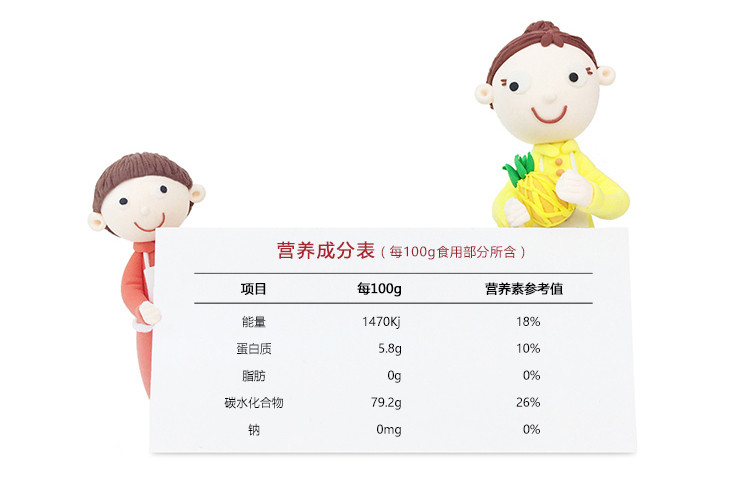 营养成分表（每100g食用部分所含）
项目 每100g 营养素参考值
能量 1470Kj 18%
蛋白质 5.8g 10%
脂肪 0g 0%
碳水化合物 79.2g 26%
钠 0mg 0%